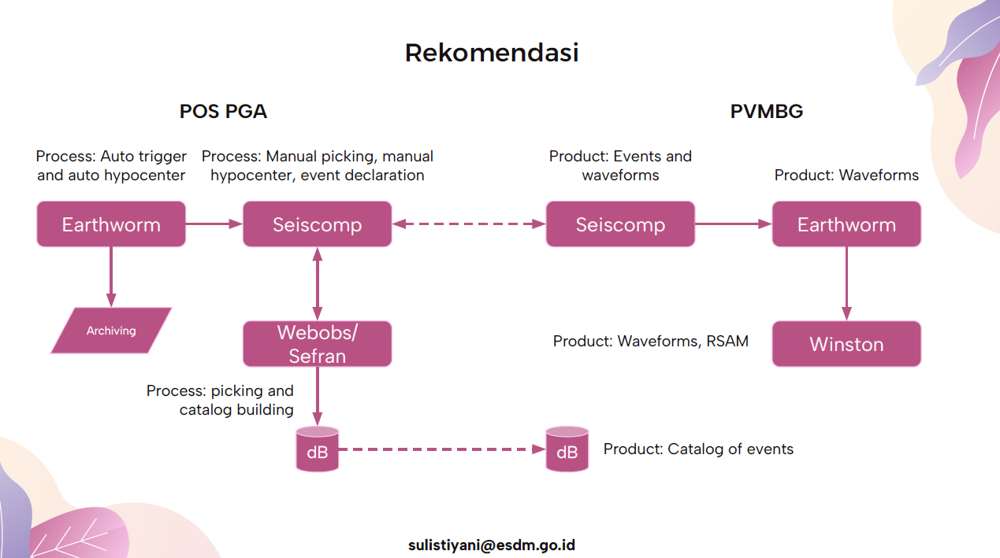 Rekomendasi
POS PGA
PVMBG
Process: Auto trigger
and auto hypocenter
Process: Manual picking, manual
hypocenter, event declaration
Product: Events and
waveforms
Product: Waveforms
Earthworm
Seiscomp
Seiscomp
Earthworm
Archiving
Webobs/
Sefran
Product: Waveforms, RSAM
Winston
Process: picking and
catalog building
dB
dB
Product: Catalog of events
sulistiyani@esdm.go.id